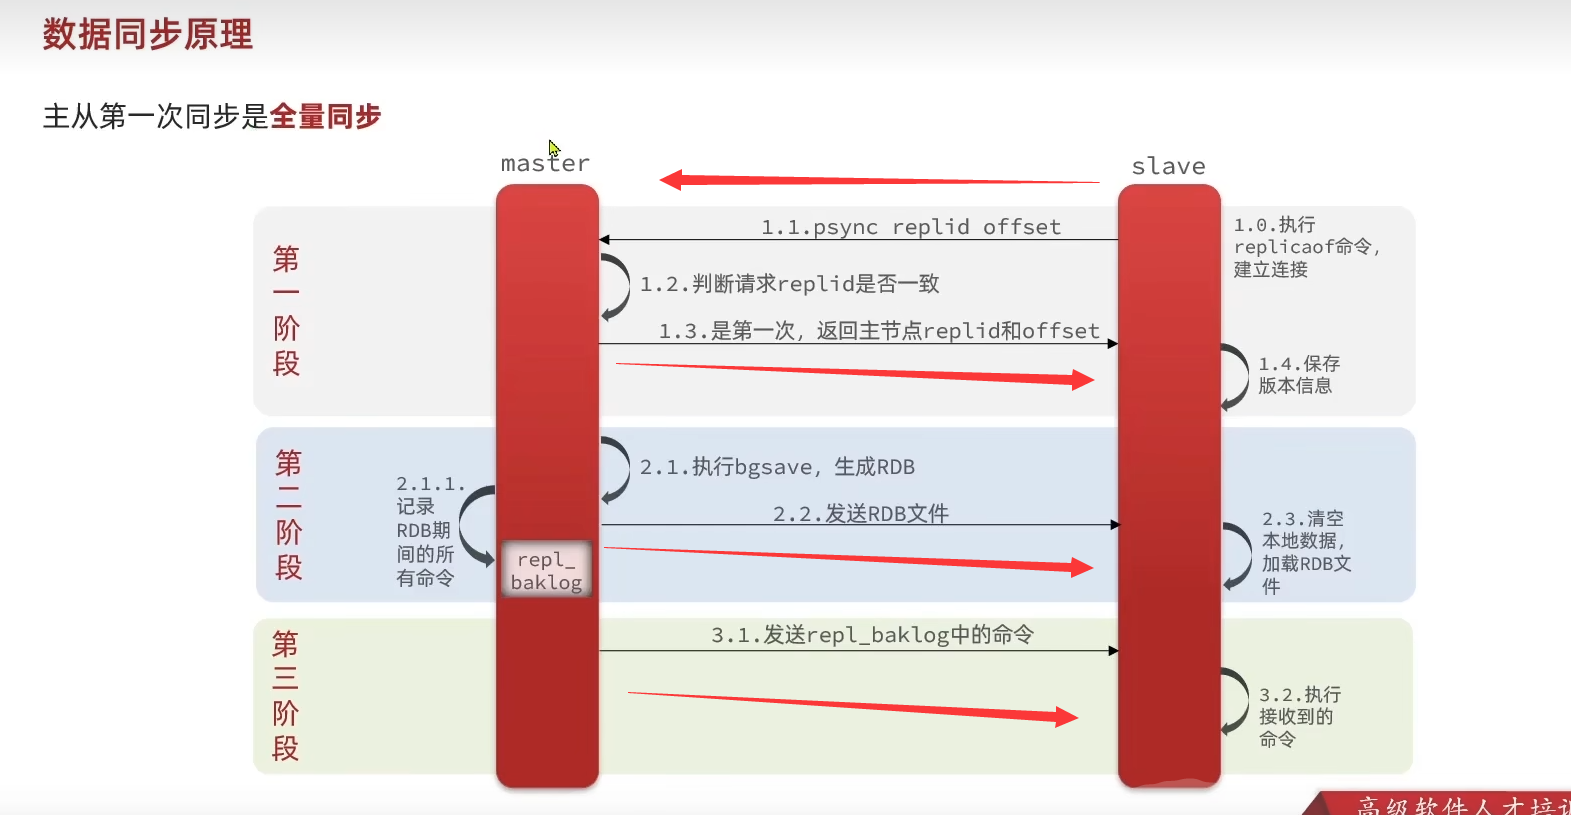 数据同步原理
主从第一次同步是全量同步
master
slave
第一阶段
1.0.执行
replicaof命令,
建立连接
1.1.psync replid offset
1.2.判断请求replid是否一致
1.3.是第一次, 返回主节点replid和offset
1.4.保存
版本信息
第二阶段
2.1.执行bgsave, 生成RDB
2.1.1.
记录
RDB期
间的所
有命令
repl_
baklog
2.2.发送RDB文件
2.3.清空
本地数据,
加载RDB文
件
第三阶段
3.1.发送repl_baklog中的命令
3.2.执行
接收到的
命令
高级软件人才培训